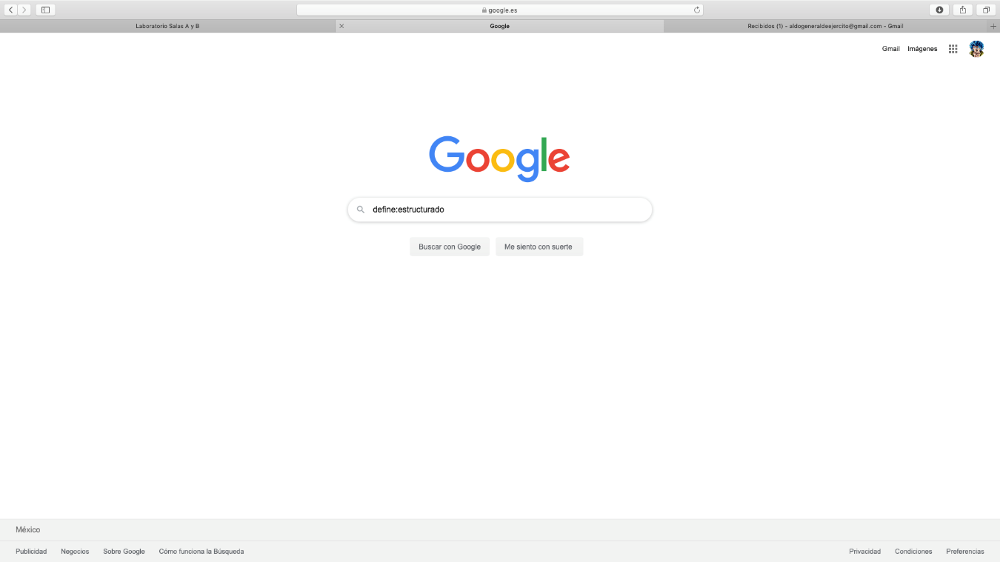 google.es
Laboratorio Salas A y B
Google
Recibidos (1) - aldogeneraldeejercito@gmail.com - Gmail
Gmail Imágenes
Google
define:estructurado
Buscar con Google Me siento con suerte
México
Publicidad Negocios Sobre Google Cómo funciona la Búsqueda Privacidad Condiciones Preferencias